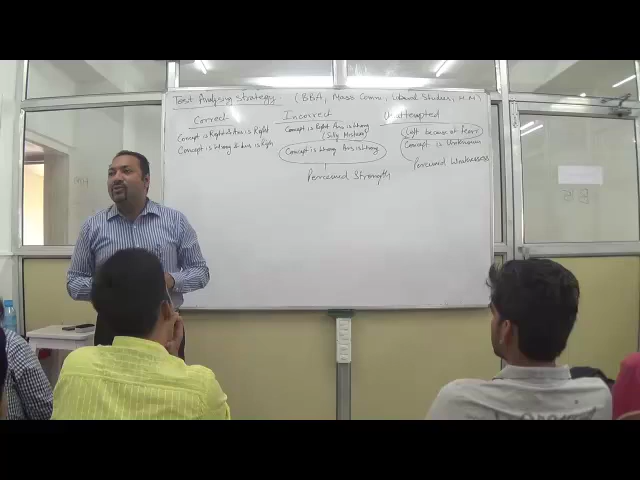 Test Analysing Strategy (BBA, Mass Comm, Liberal Studies, H.M)
Correct Incorrect Unattempted
Concept is Right & Ans is Right
Concept is Wrong & Ans is Right
Concept is Right Ans is Wrong
(Silly Mistakes)
Concept is Wrong Ans is Wrong
Perceived Strength
Left because of fear
Concept is Unknown
Perceived Weaknesses